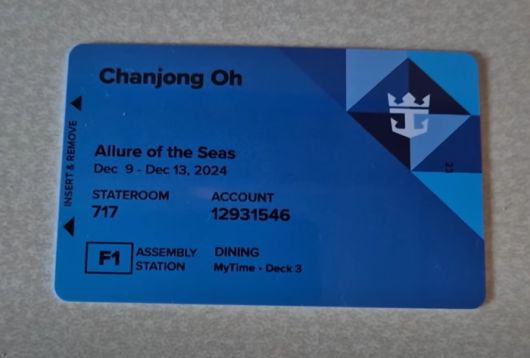 Chanjong Oh
INSERT & REMOVE
Allure of the Seas
Dec 9 - Dec 13, 2024
STATEROOM
717
ACCOUNT
12931546
F1
ASSEMBLY
STATION
DINING
MyTime - Deck 3